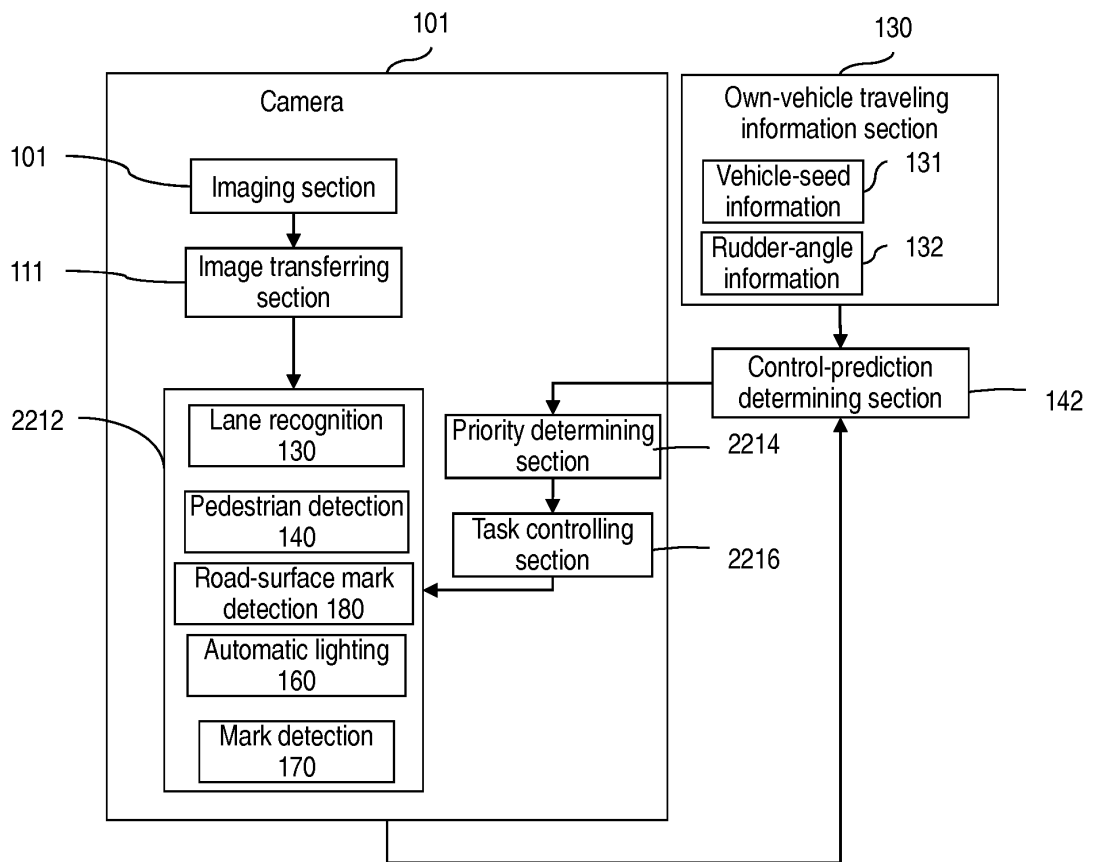 101
130
Camera
Own-vehicle traveling
information section
101
Imaging section
Vehicle-seed
information
131
111
Image transferring
section
Rudder-angle
information
132
Control-prediction
determining section
142
2212
Lane recognition
130
Priority determining
section
2214
Pedestrian detection
140
Task controlling
section
2216
Road-surface mark
detection 180
Automatic lighting
160
Mark detection
170